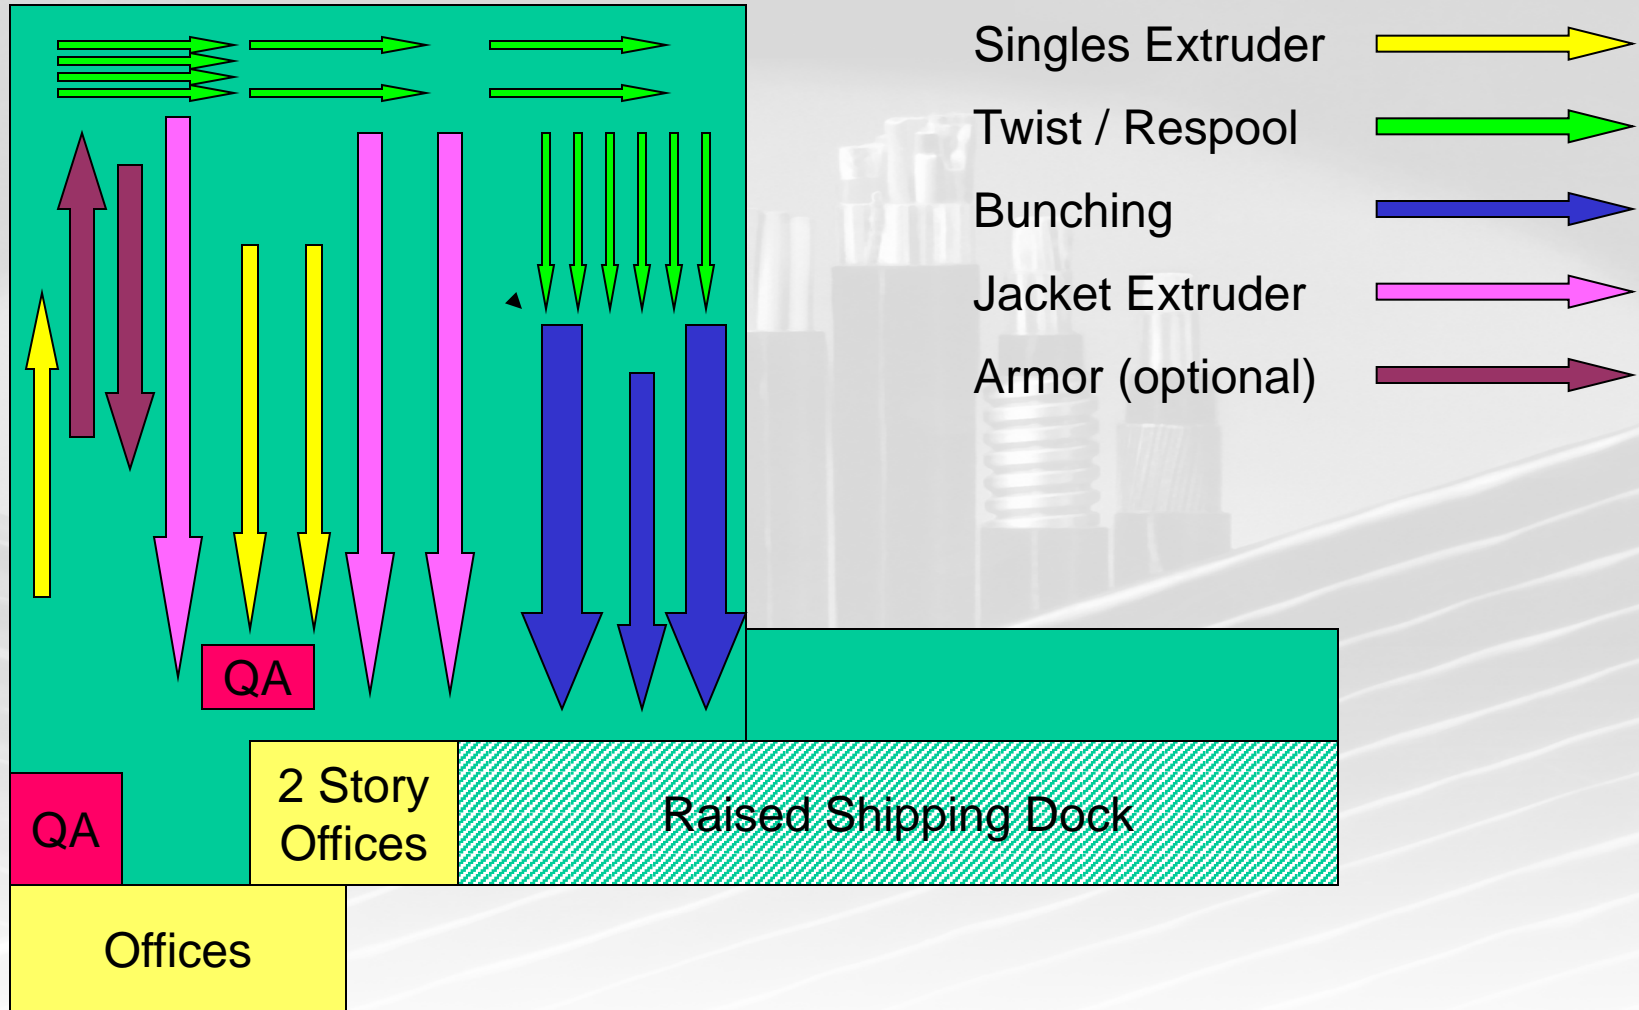 Singles Extruder
Twist / Respool
Bunching
Jacket Extruder
Armor (optional)
QA
2 Story
Offices
Raised Shipping Dock
QA
Offices